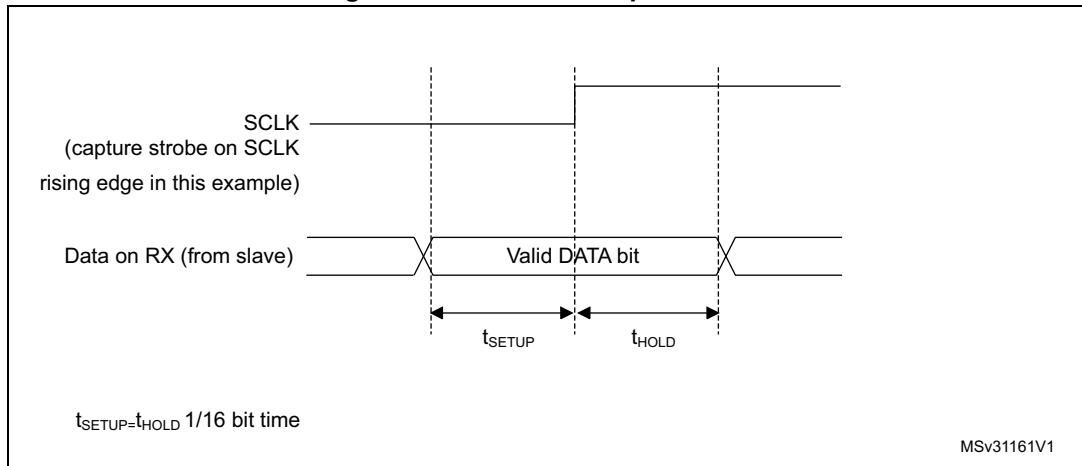 SCLK
(capture strobe on SCLK
rising edge in this example)
Data on RX (from slave)
Valid DATA bit
tSETUP
tHOLD
tSETUP=tHOLD 1/16 bit time
MSv31161V1